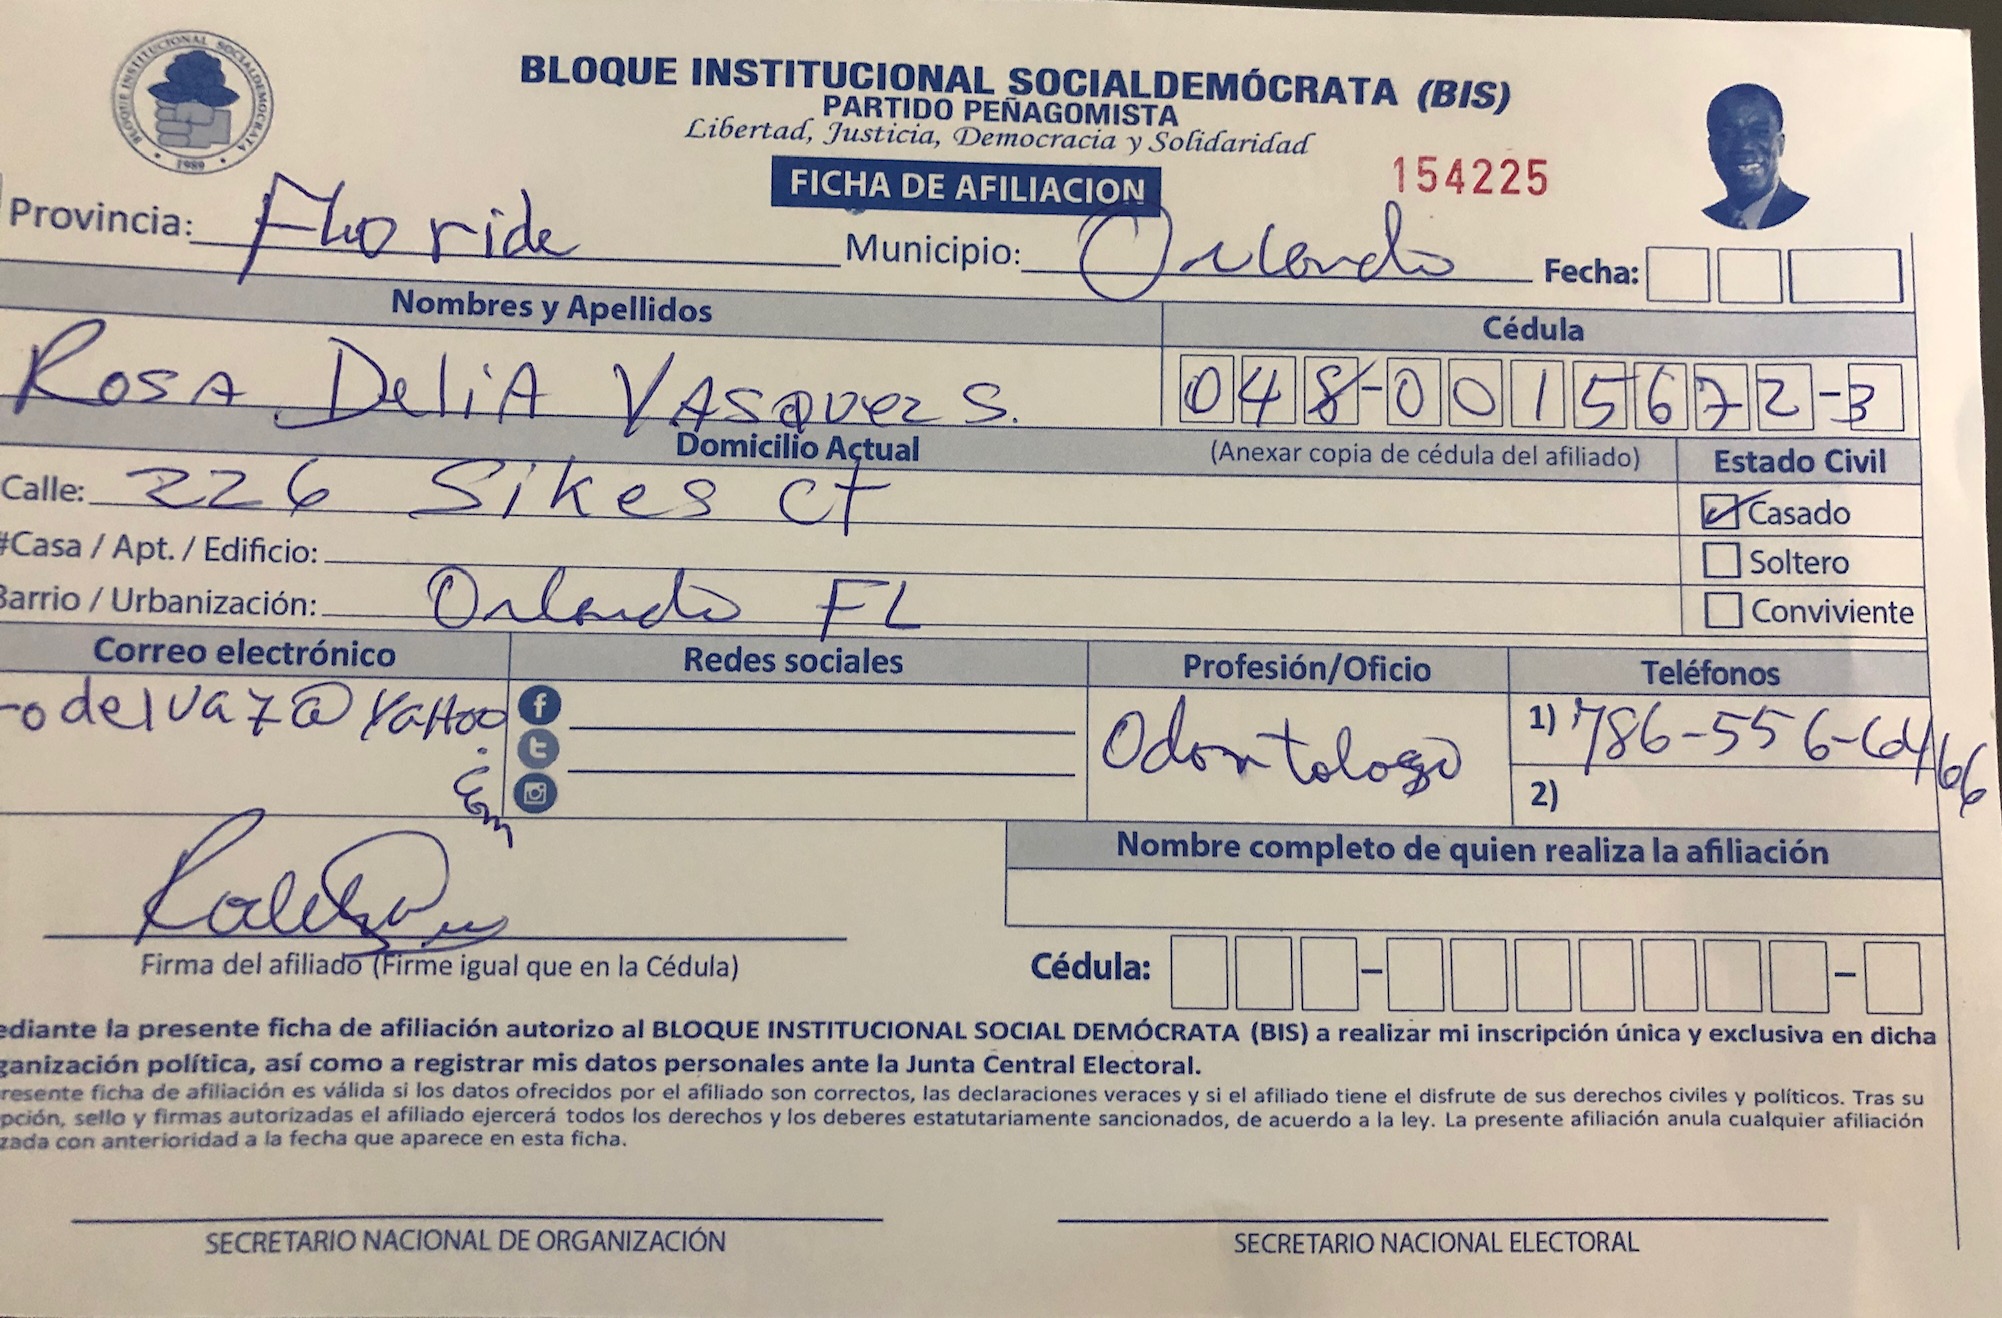 BLOQUE INSTITUCIONAL SOCIALDEMOCRATA
1989
BLOQUE INSTITUCIONAL SOCIALDEMÓCRATA (BIS)
PARTIDO PEÑAGOMISTA
Libertad, Justicia, Democracia y Solidaridad
FICHA DE AFILIACION 154225
Provincia: Floride Municipio: Orlando Fecha:
Nombres y Apellidos Cédula
ROSA DeliA VASquez S. 048-0015672-3
Domicilio Actual (Anexar copia de cédula del afiliado) Estado Civil
Calle: 226 Sikes ct Casado
#Casa / Apt. / Edificio: Soltero
Barrio / Urbanización: Orlando FL Conviviente
Correo electrónico Redes sociales Profesión/Oficio Teléfonos
rodelvaz@Yahoo Odontologo 1) 786-556-6466
.com 2)
Nombre completo de quien realiza la afiliación
Firma del afiliado (Firme igual que en la Cédula) Cédula:
ediante la presente ficha de afiliación autorizo al BLOQUE INSTITUCIONAL SOCIAL DEMÓCRATA (BIS) a realizar mi inscripción única y exclusiva en dicha
ganización política, así como a registrar mis datos personales ante la Junta Central Electoral.
resente ficha de afiliación es válida si los datos ofrecidos por el afiliado son correctos, las declaraciones veraces y si el afiliado tiene el disfrute de sus derechos civiles y políticos. Tras su
pción, sello y firmas autorizadas el afiliado ejercerá todos los derechos y los deberes estatutariamente sancionados, de acuerdo a la ley. La presente afiliación anula cualquier afiliación
zada con anterioridad a la fecha que aparece en esta ficha.
SECRETARIO NACIONAL DE ORGANIZACIÓN SECRETARIO NACIONAL ELECTORAL